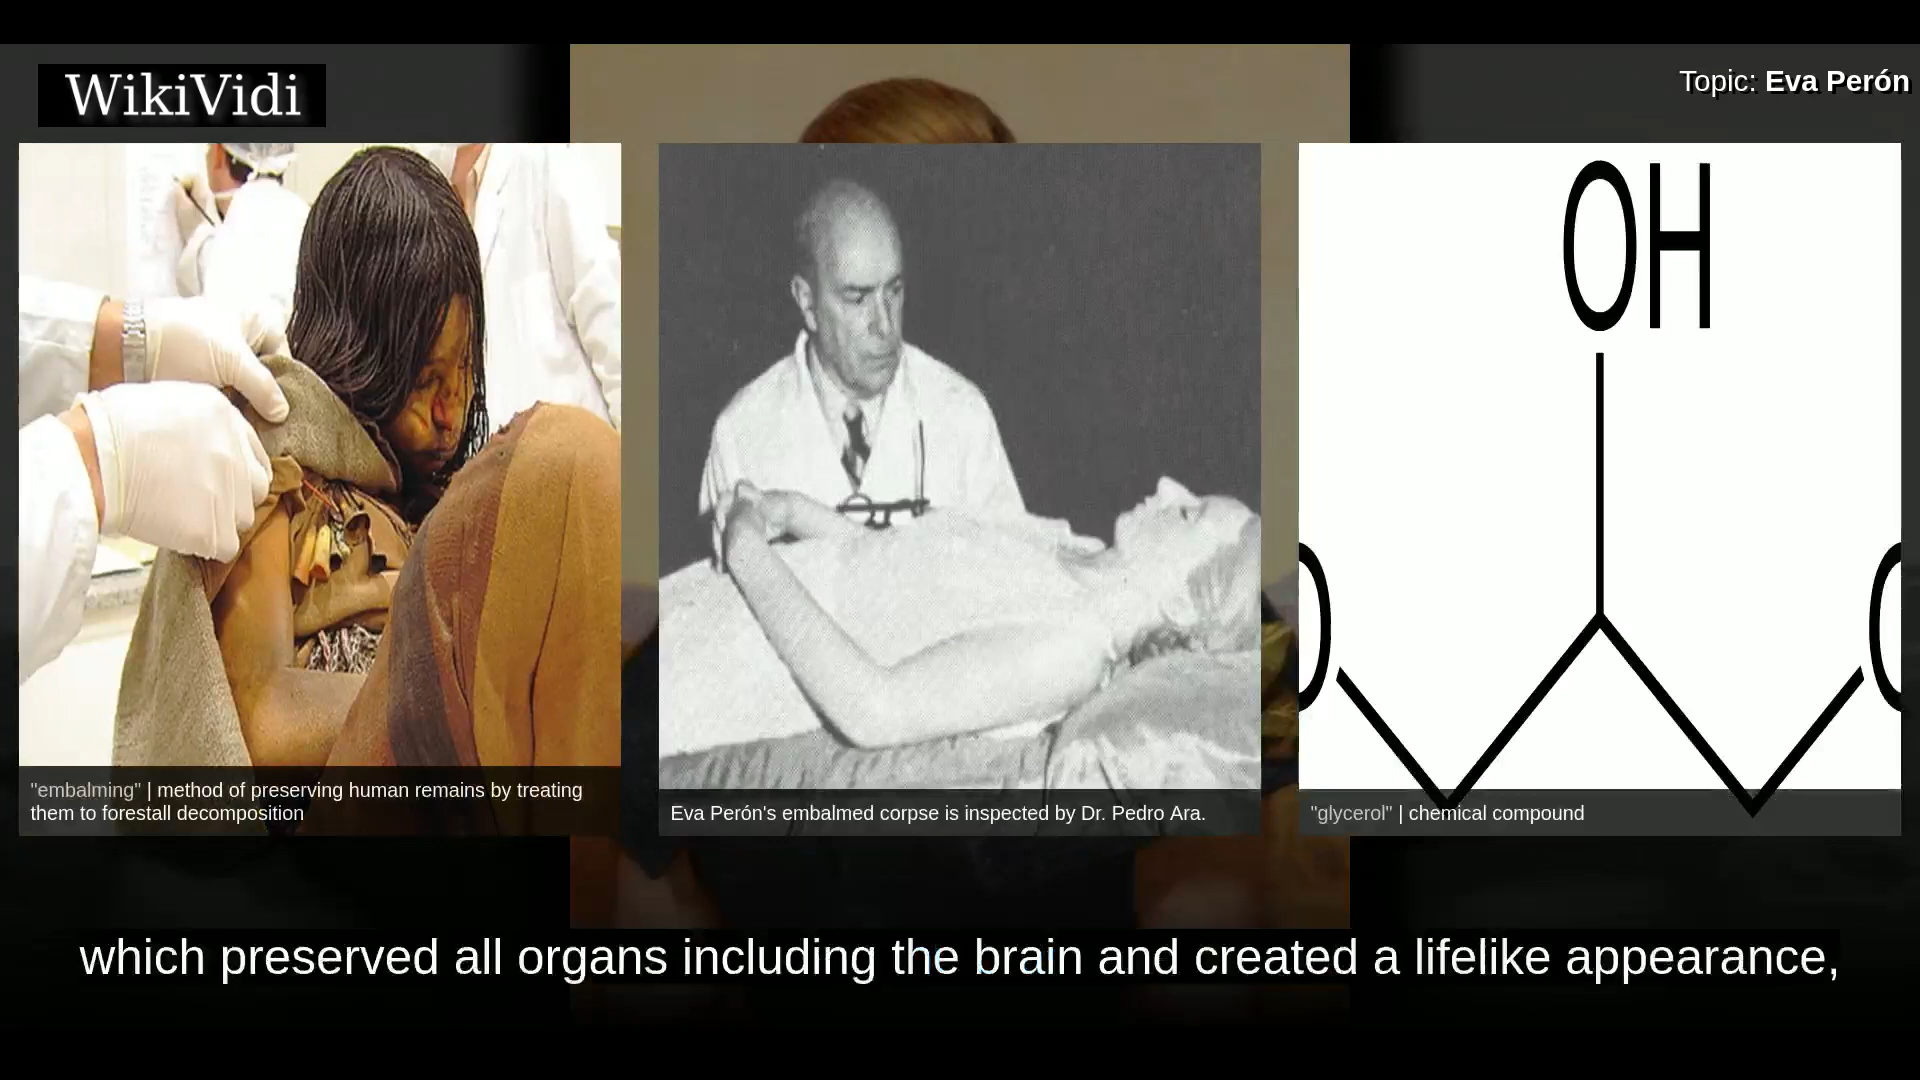 WikiVidi
Topic: Eva Perón
OH
"embalming" | method of preserving human remains by treating
them to forestall decomposition
Eva Perón's embalmed corpse is inspected by Dr. Pedro Ara.
"glycerol" | chemical compound
which preserved all organs including the brain and created a lifelike appearance,